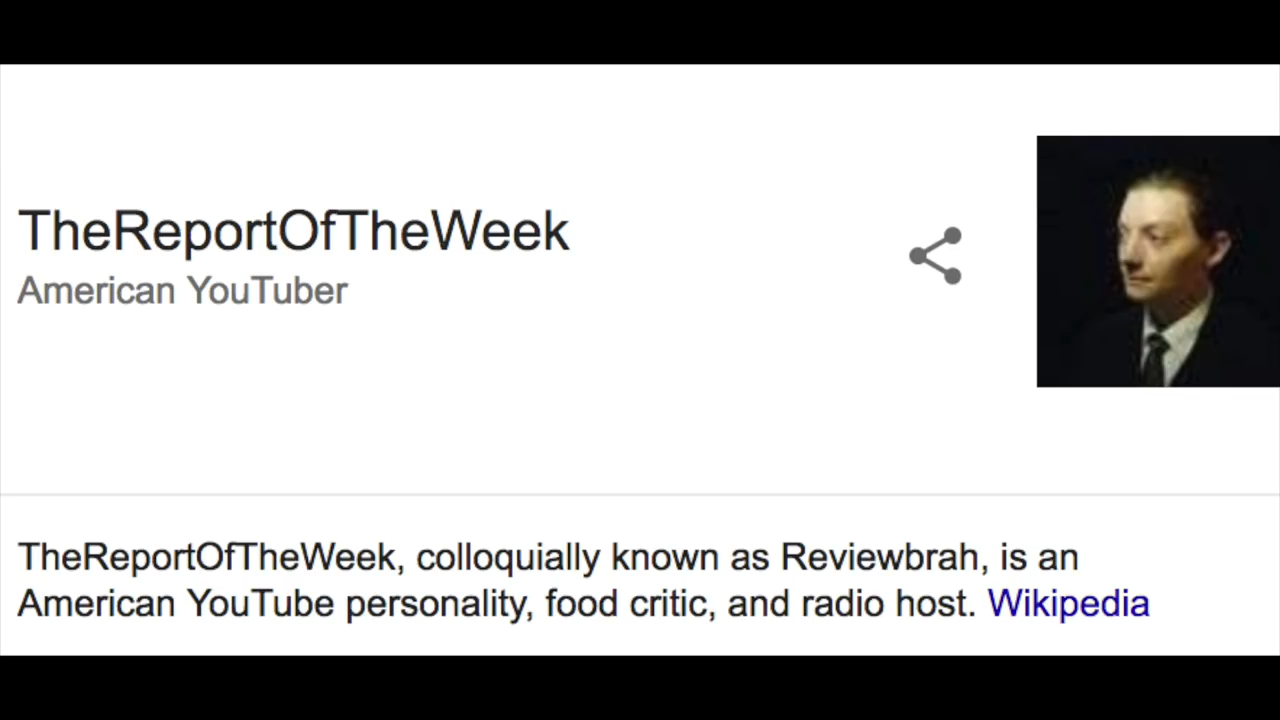 TheReportOfTheWeek
American YouTuber
TheReportOfTheWeek, colloquially known as Reviewbrah, is an
American YouTube personality, food critic, and radio host. Wikipedia